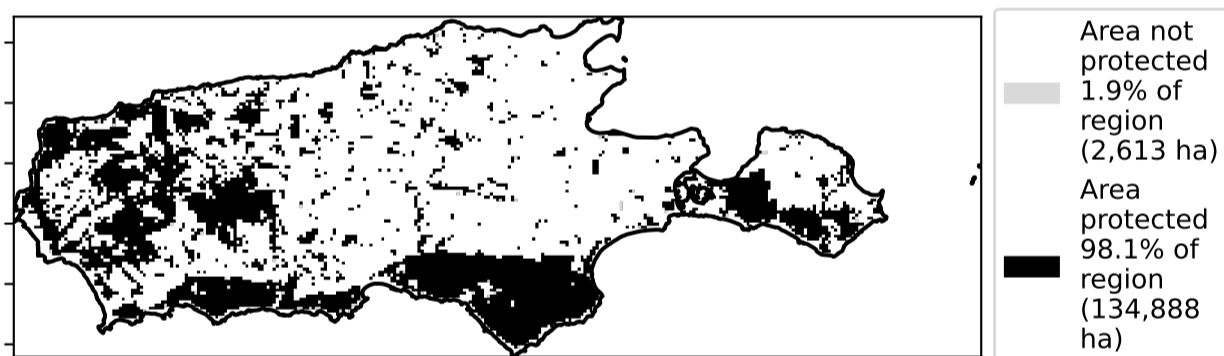 Area not
protected
1.9% of
region
(2,613 ha)
Area
protected
98.1% of
region
(134,888
ha)